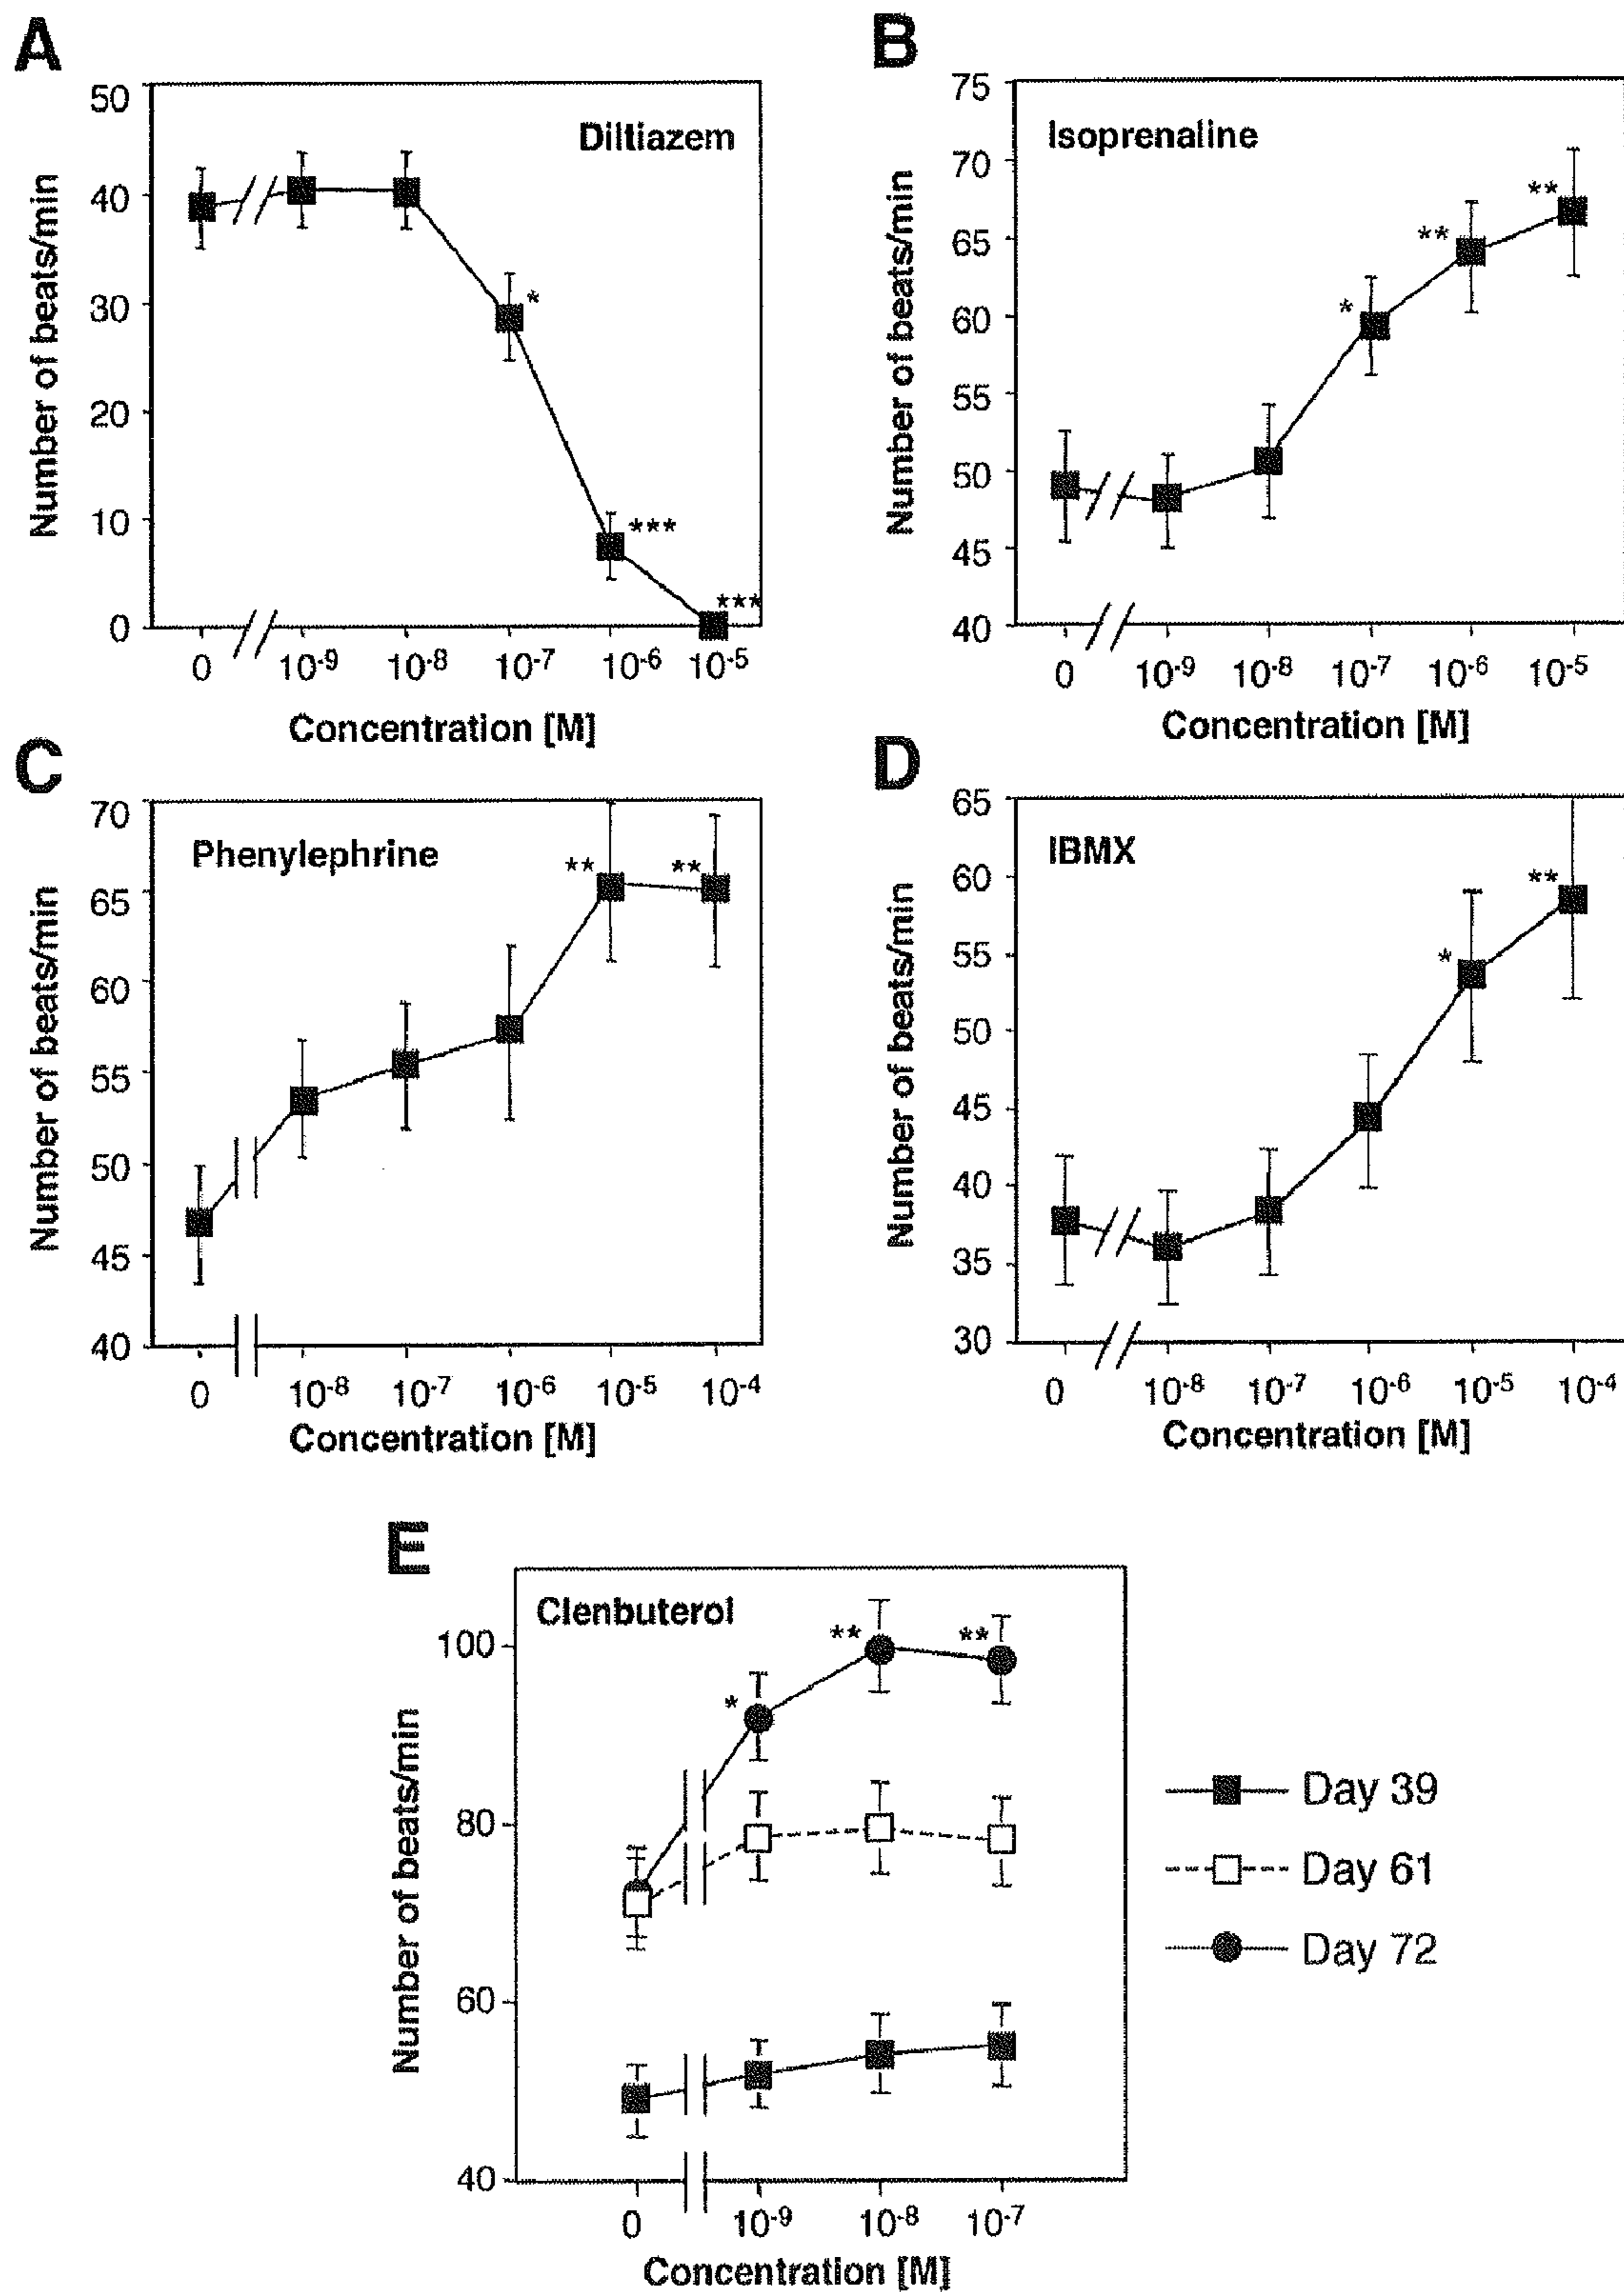 A
50
40
30
20
10
0
Number of beats/min
Diltiazem
*
***
***
0 10-9 10-8 10-7 10-6 10-5
Concentration [M]
B
75
70
65
60
55
50
45
40
Number of beats/min
Isoprenaline
*
**
**
0 10-9 10-8 10-7 10-6 10-5
Concentration [M]
C
70
65
60
55
50
45
40
Number of beats/min
Phenylephrine
**
**
0 10-8 10-7 10-6 10-5 10-4
Concentration [M]
D
65
60
55
50
45
40
35
30
Number of beats/min
IBMX
*
**
0 10-8 10-7 10-6 10-5 10-4
Concentration [M]
E
100
80
60
40
Number of beats/min
Clenbuterol
*
**
**
0 10-9 10-8 10-7
Concentration [M]
Day 39
Day 61
Day 72